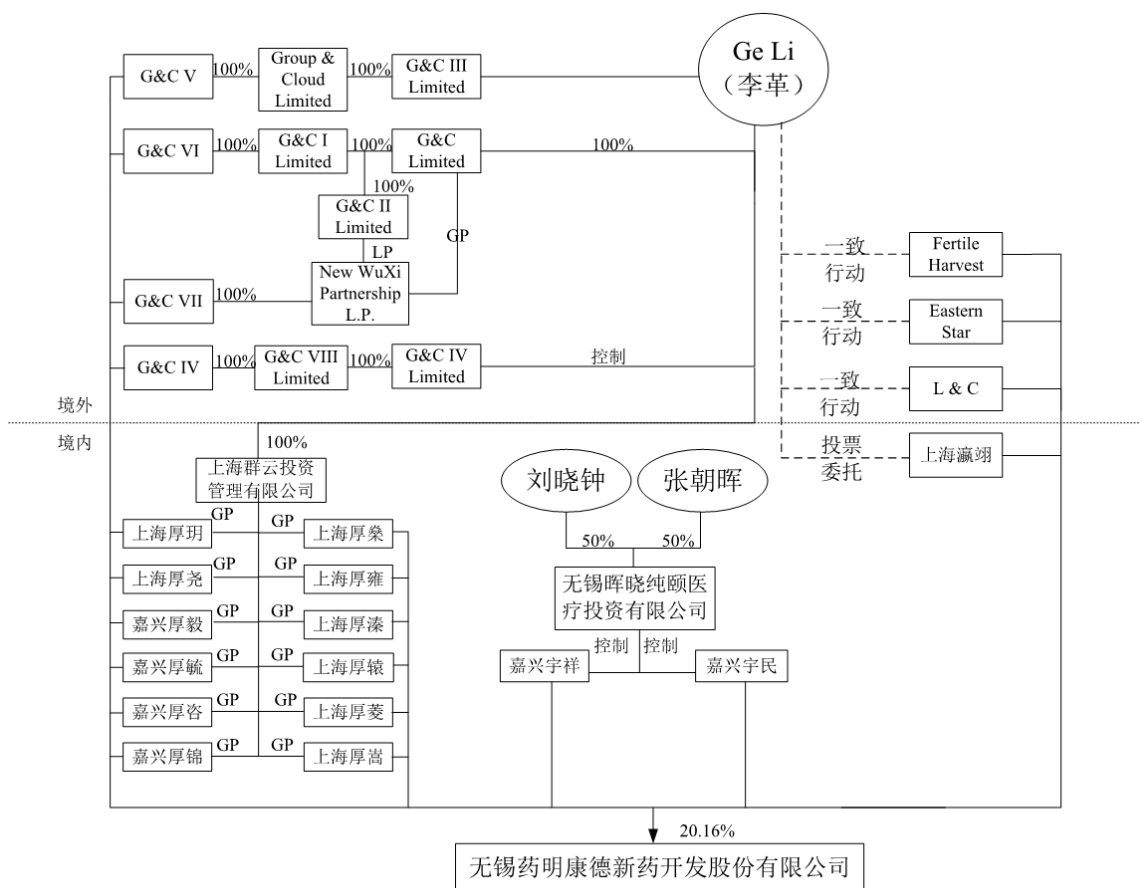 Ge Li
（李革）
G&C V
100%
Group &
Cloud
Limited
100%
G&C III
Limited
G&C VI
100%
G&C I
Limited
100%
G&C
Limited
100%
100%
G&C II
Limited
GP
LP
G&C VII
100%
New WuXi
Partnership
L.P.
G&C IV
100%
G&C VIII
Limited
100%
G&C IV
Limited
控制
一致
行动
Fertile
Harvest
一致
行动
Eastern
Star
一致
行动
L & C
投票
委托
上海瀛翊
境外
境内
100%
上海群云投资
管理有限公司
上海厚玥
GP
GP
上海厚燊
上海厚尧
GP
GP
上海厚雍
嘉兴厚毅
GP
GP
上海厚溱
嘉兴厚毓
GP
GP
上海厚辕
嘉兴厚咨
GP
GP
上海厚菱
嘉兴厚锦
GP
GP
上海厚嵩
刘晓钟
张朝晖
50%
50%
无锡晖晓纯颐医
疗投资有限公司
控制
控制
嘉兴宇祥
嘉兴宇民
20.16%
无锡药明康德新药开发股份有限公司